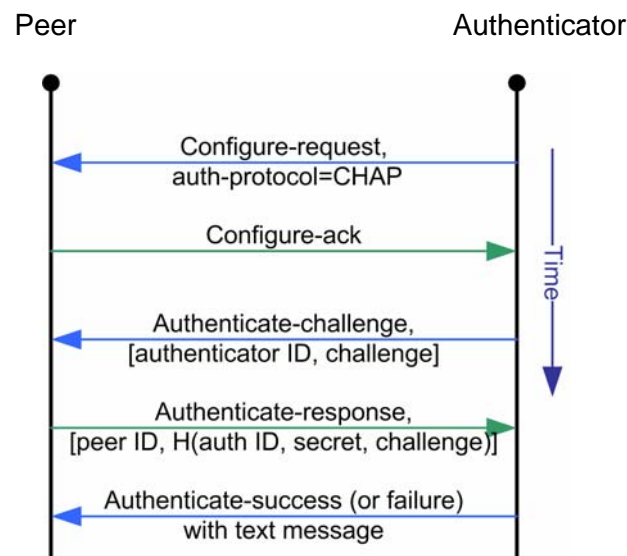 Peer
Authenticator
Configure-request,
auth-protocol=CHAP
Configure-ack
Time
Authenticate-challenge,
[authenticator ID, challenge]
Authenticate-response,
[peer ID, H(auth ID, secret, challenge)]
Authenticate-success (or failure)
with text message